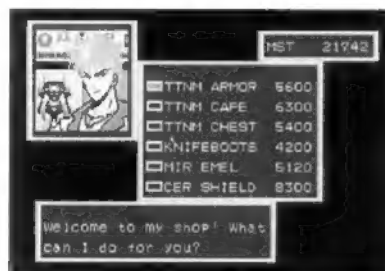 MST 21742
TTNM ARMOR 5600
TTNM CAPE 6300
TTNM CHEST 5400
KNIFEBOOTS 4200
MIR EMEL 5120
CER SHIELD 8300
Welcome to my shop! What
can I do for you?